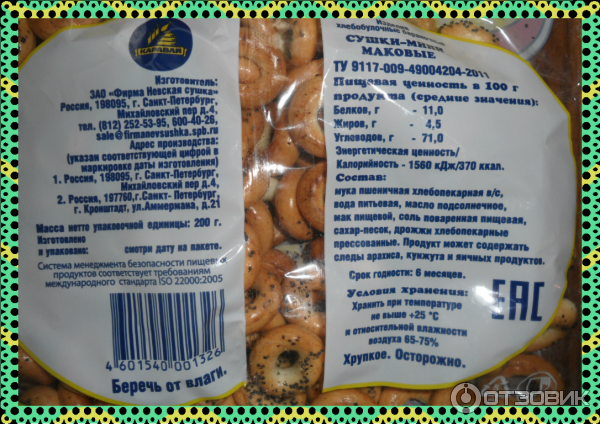 КАРАВАЙ
Изготовитель:
ЗАО «Фирма Невская сушка»
Россия, 198095, г. Санкт-Петербург,
Михайловский пер д.4,
тел. (812) 252-53-95, 600-40-26,
sale@firmanevsushka.spb.ru
Адрес производства:
(указан соответствующей цифрой в
маркировке даты изготовления)
1. Россия, 198095, г. Санкт-Петербург,
Михайловский пер д.4,
2. Россия, 197760,г.Санкт- Петербург
г. Кронштадт, ул.Аммермана, д.21
Масса нетто упаковочной единицы: 200 г.
Изготовлено
и упаковано: смотри дату на пакете.
Система менеджмента безопасности пищевых
продуктов соответствует требованиям
международного стандарта ISO 22000:2005
4 601540 001326
Беречь от влаги.
хлебобулочные
СУШКИ-МИНИ
МАКОВЫЕ
ТУ 9117-009-49004204-2011
Пищевая ценность в 100 г
продукта (средние значения):
Белков, г - 11,0
Жиров, г - 4,5
Углеводов, г - 71,0
Энергетическая ценность/
Калорийность - 1560 кДж/370 ккал.
Состав:
мука пшеничная хлебопекарная в/с,
вода питьевая, масло подсолнечное,
мак пищевой, соль поваренная пищевая,
сахар-песок, дрожжи хлебопекарные
прессованные. Продукт может содержать
следы арахиса, кунжута и яичных продуктов.
Срок годности: 6 месяцев.
Условия хранения:
Хранить при температуре
не выше +25 °С
и относительной влажности
воздуха 65-75%
Хрупкое. Осторожно.
ЕАС
ОТЗОВИК